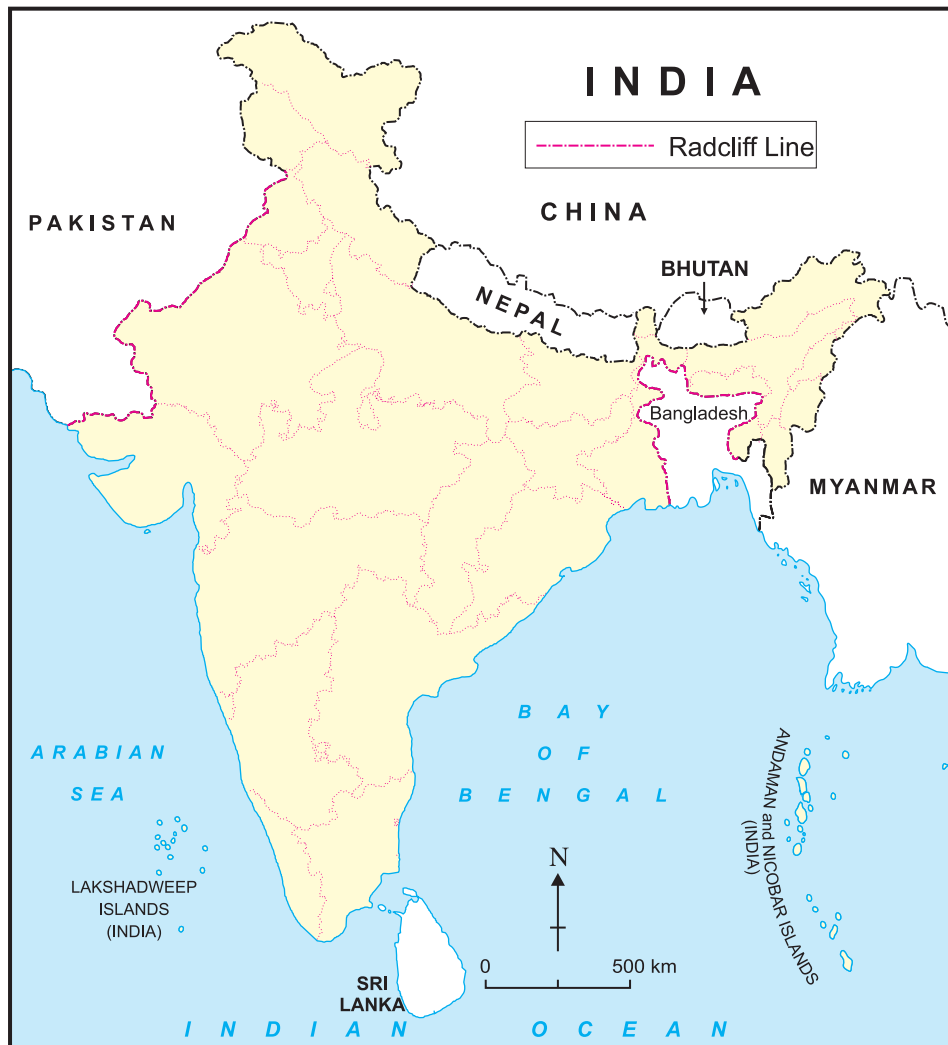 INDIA
Radcliff Line
PAKISTAN
CHINA
BHUTAN
NEPAL
Bangladesh
MYANMAR
BAY
OF
BENGAL
ARABIAN
SEA
ANDAMAN and NICOBAR ISLANDS
(INDIA)
LAKSHADWEEP
ISLANDS
(INDIA)
N
0 500 km
SRI
LANKA
INDIAN OCEAN